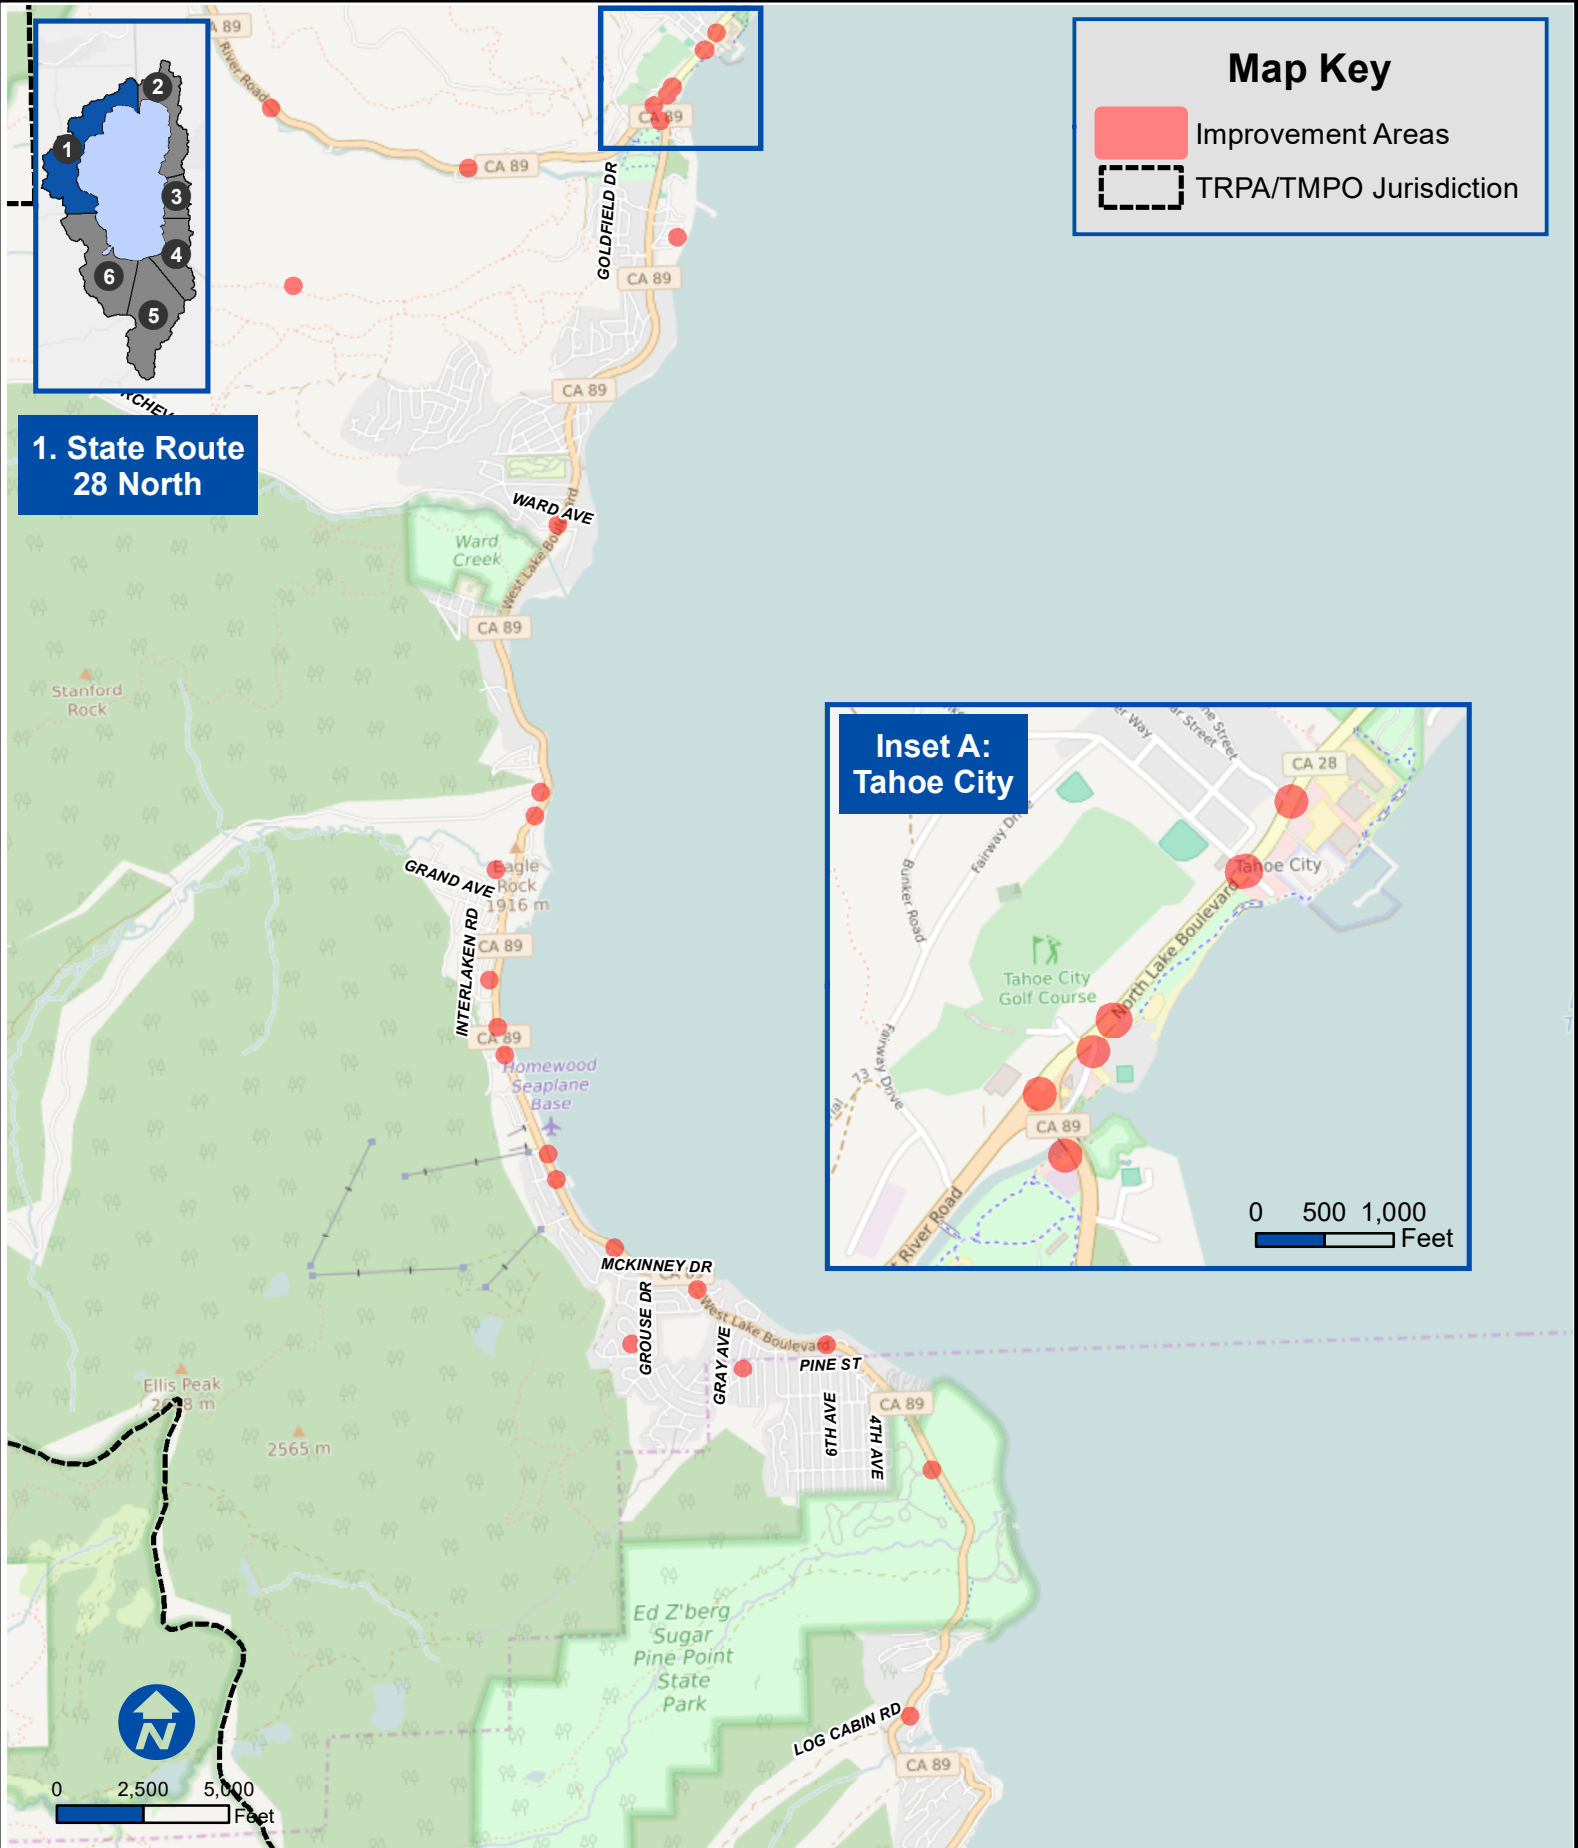 Map Key
Improvement Areas
TRPA/TMPO Jurisdiction
2
1
3
4
6
5
1. State Route
28 North
A 89
River Road
CA 89
CA 89
GOLDFIELD DR
CA 89
CA 89
WARD AVE
West Lake
Ward
Creek
CA 89
Stanford
Rock
Inset A:
Tahoe City
CA 28
Tahoe City
Fairway
Bunker Road
North Lake Boulevard
Tahoe City
Golf Course
Fairway Drive
CA 89
River Road
0 500 1,000
Feet
GRAND AVE
Eagle
Rock
1916 m
INTERLAKEN RD
CA 89
CA 89
Homewood
Seaplane
Base
MCKINNEY DR
GROUSE DR
West Lake Boulevard
GRAY AVE
PINE ST
6TH AVE
4TH AVE
CA 89
Ellis Peak
2565 m
Ed Z'berg
Sugar
Pine Point
State
Park
LOG CABIN RD
CA 89
N
0 2,500 5,000
Feet